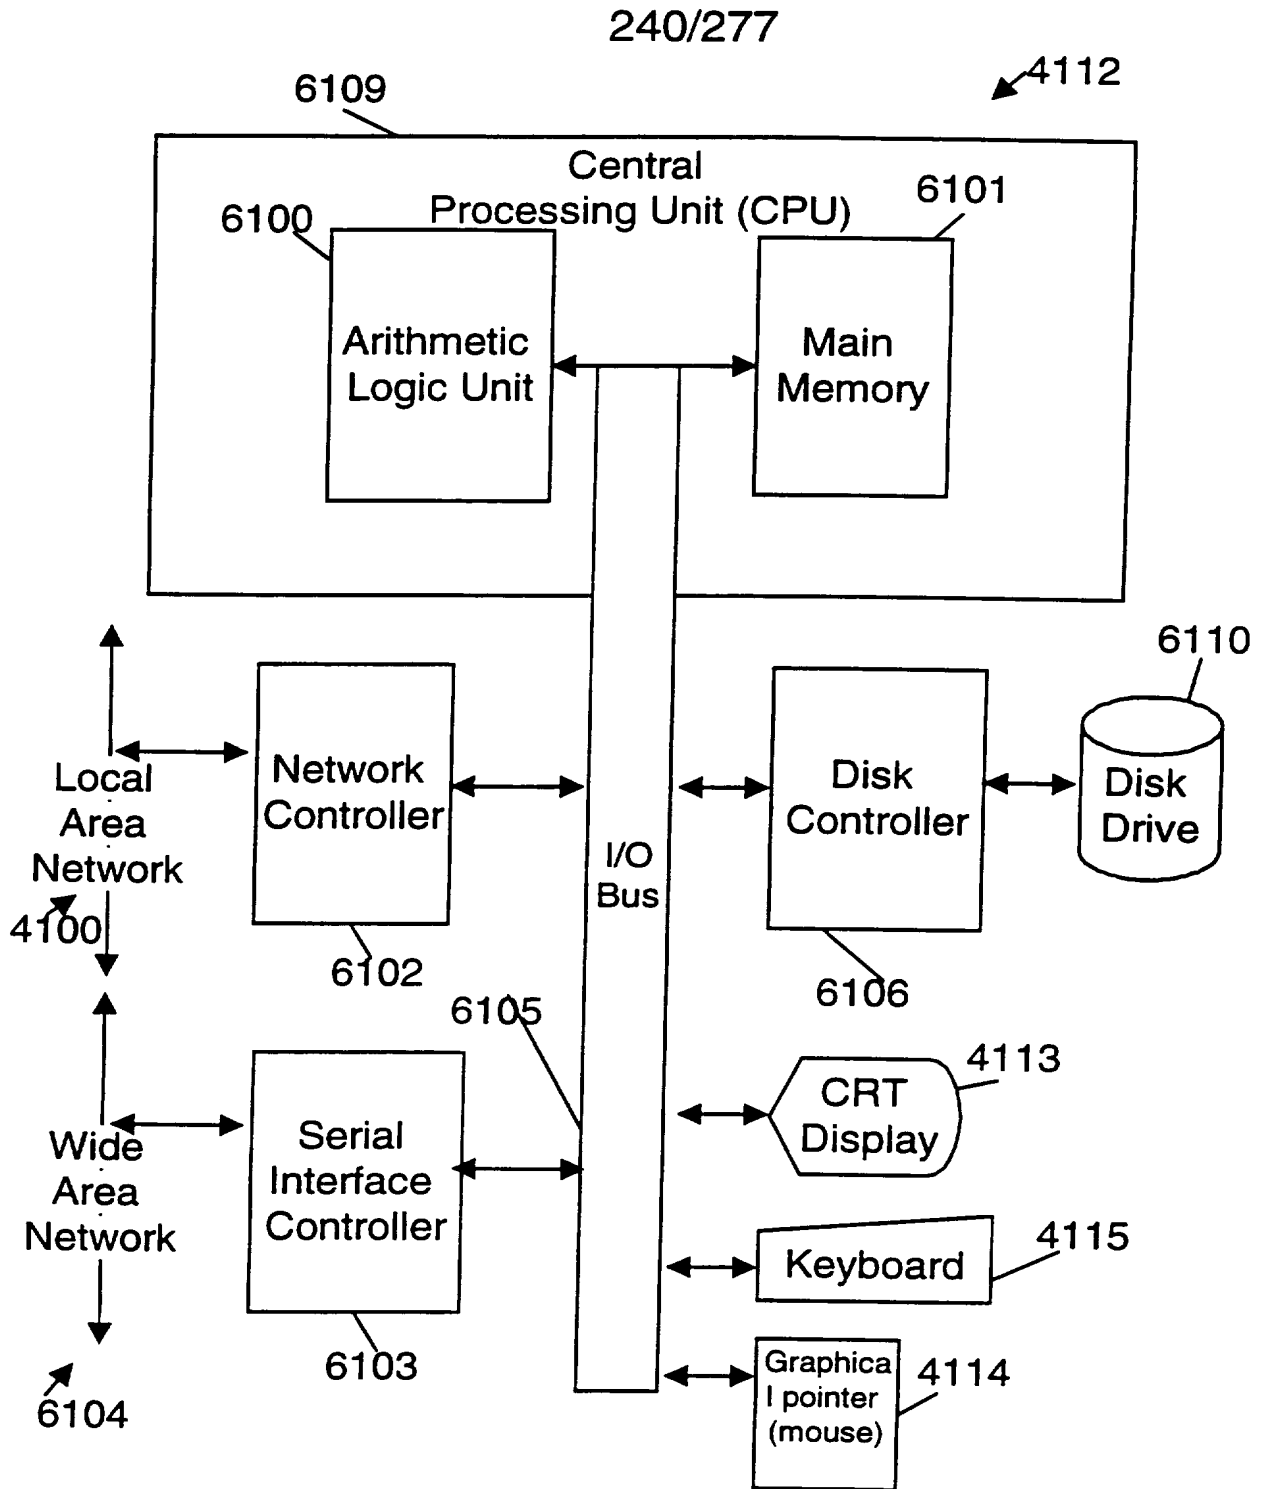 240/277
4112
6109
Central
Processing Unit (CPU)
6100
6101
Arithmetic
Logic Unit
Main
Memory
6110
Local
Area
Network
4100
Network
Controller
6102
I/O
Bus
Disk
Controller
6106
Disk
Drive
6105
Wide
Area
Network
6104
Serial
Interface
Controller
6103
CRT
Display
4113
Keyboard
4115
Graphica
l pointer
(mouse)
4114